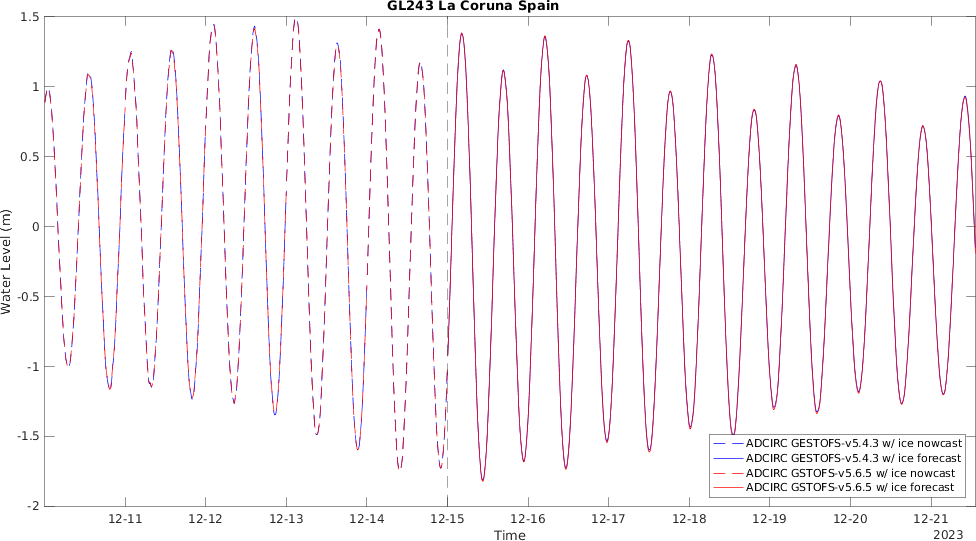 GL243 La Coruna Spain
1.5
1
0.5
0
-0.5
-1
-1.5
-2
Water Level (m)
12-11
12-12
12-13
12-14
12-15
12-16
12-17
12-18
12-19
12-20
12-21
2023
Time
ADCIRC GESTOFS-v5.4.3 w/ ice nowcast
ADCIRC GSTOFS-v5.4.3 w/ ice forecast
ADCIRC GSTOFS-v5.6.5 w/ ice nowcast
ADCIRC GSTOFS-v5.6.5 w/ ice forecast